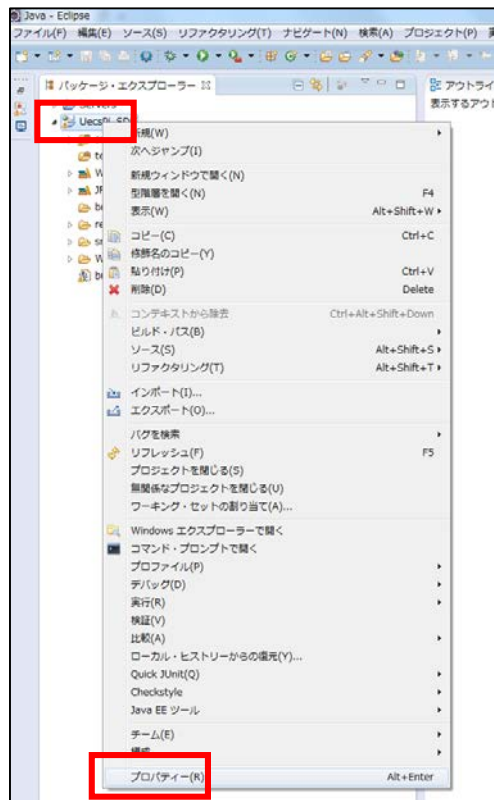 Java - Eclipse
ファイル(F) 編集(E) ソース(S) リファクタリング(T) ナビゲート(N) 検索(A) プロジェクト(P)
パッケージ・エクスプローラー
アウトライ
表示するアウト
Servers
新規(W)
次へジャンプ(I)
新規ウィンドウで開く(N)
型階層を開く(N) F4
表示(W) Alt+Shift+W
コピー(C) Ctrl+C
修飾名のコピー(Y)
貼り付け(P) Ctrl+V
削除(D) Delete
コンテキストから除去 Ctrl+Alt+Shift+Down
ビルド・パス(B)
ソース(S) Alt+Shift+S
リファクタリング(T) Alt+Shift+T
インポート(I)...
エクスポート(O)...
バグを検索
リフレッシュ(F) F5
プロジェクトを閉じる(S)
無関係なプロジェクトを閉じる(U)
ワーキング・セットの割り当て(A)...
Windows エクスプローラーで開く
コマンド・プロンプトで開く
プロファイル(P)
デバッグ(D)
実行(R)
検証(V)
比較(A)
ローカル・ヒストリーからの復元(Y)...
Quick JUnit(Q)
Checkstyle
Java EE ツール
チーム(E)
構成
プロパティー(R) Alt+Enter